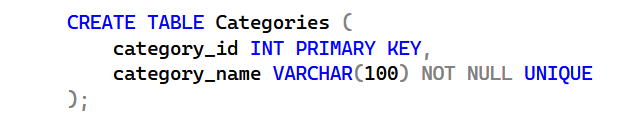 CREATE TABLE Categories (
    category_id INT PRIMARY KEY,
    category_name VARCHAR(100) NOT NULL UNIQUE
);